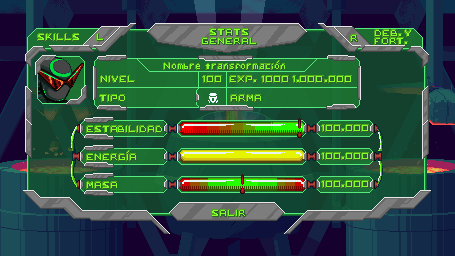 SKILLS L
STATS
GENERAL
R DEB. Y
FORT.
Nombre transformación
NIVEL 100 EXP. 1000 1.000.000
TIPO ARMA
ESTABILIDAD 100.000
ENERGÍA 100.000
MASA 100.000
SALIR